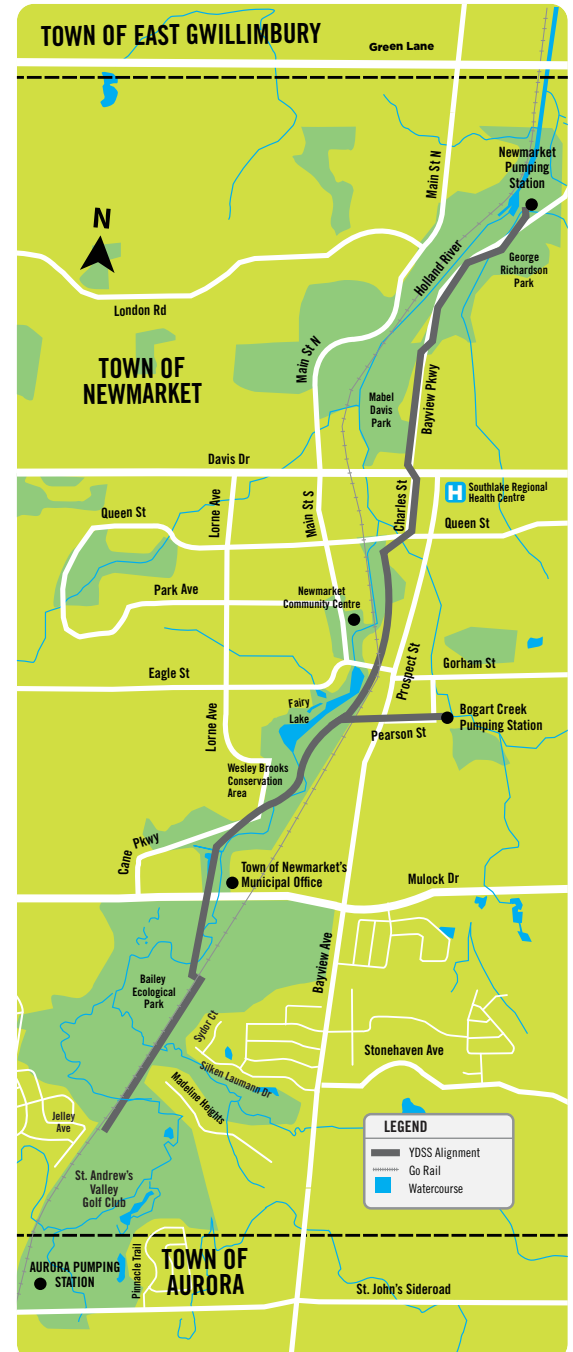 TOWN OF EAST GWILLIMBURY
Green Lane
Newmarket
Pumping
Station
Main St N
N
Holland River
George
Richardson
Park
London Rd
Main St N
TOWN OF
NEWMARKET
Mabel
Davis
Park
Bayview Pkwy
Davis Dr
H
Southlake Regional
Health Centre
Lorne Ave
Main St S
Charles St
Queen St
Queen St
Park Ave
Newmarket
Community Centre
Eagle St
Prospect St
Gorham St
Fairy
Lake
Bogart Creek
Pumping Station
Lorne Ave
Pearson St
Wesley Brooks
Conservation
Area
Cane Pkwy
Town of Newmarket's
Municipal Office
Mulock Dr
Bayview Ave
Bailey
Ecological
Park
Sydor Ct
Stonehaven Ave
Silken Laumann Dr
Madeline Heights
Jelley
Ave
LEGEND
YDSS Alignment
Go Rail
Watercourse
St. Andrew's
Valley
Golf Club
AURORA PUMPING
STATION
Pinnacle Trail
TOWN OF
AURORA
St. John's Sideroad